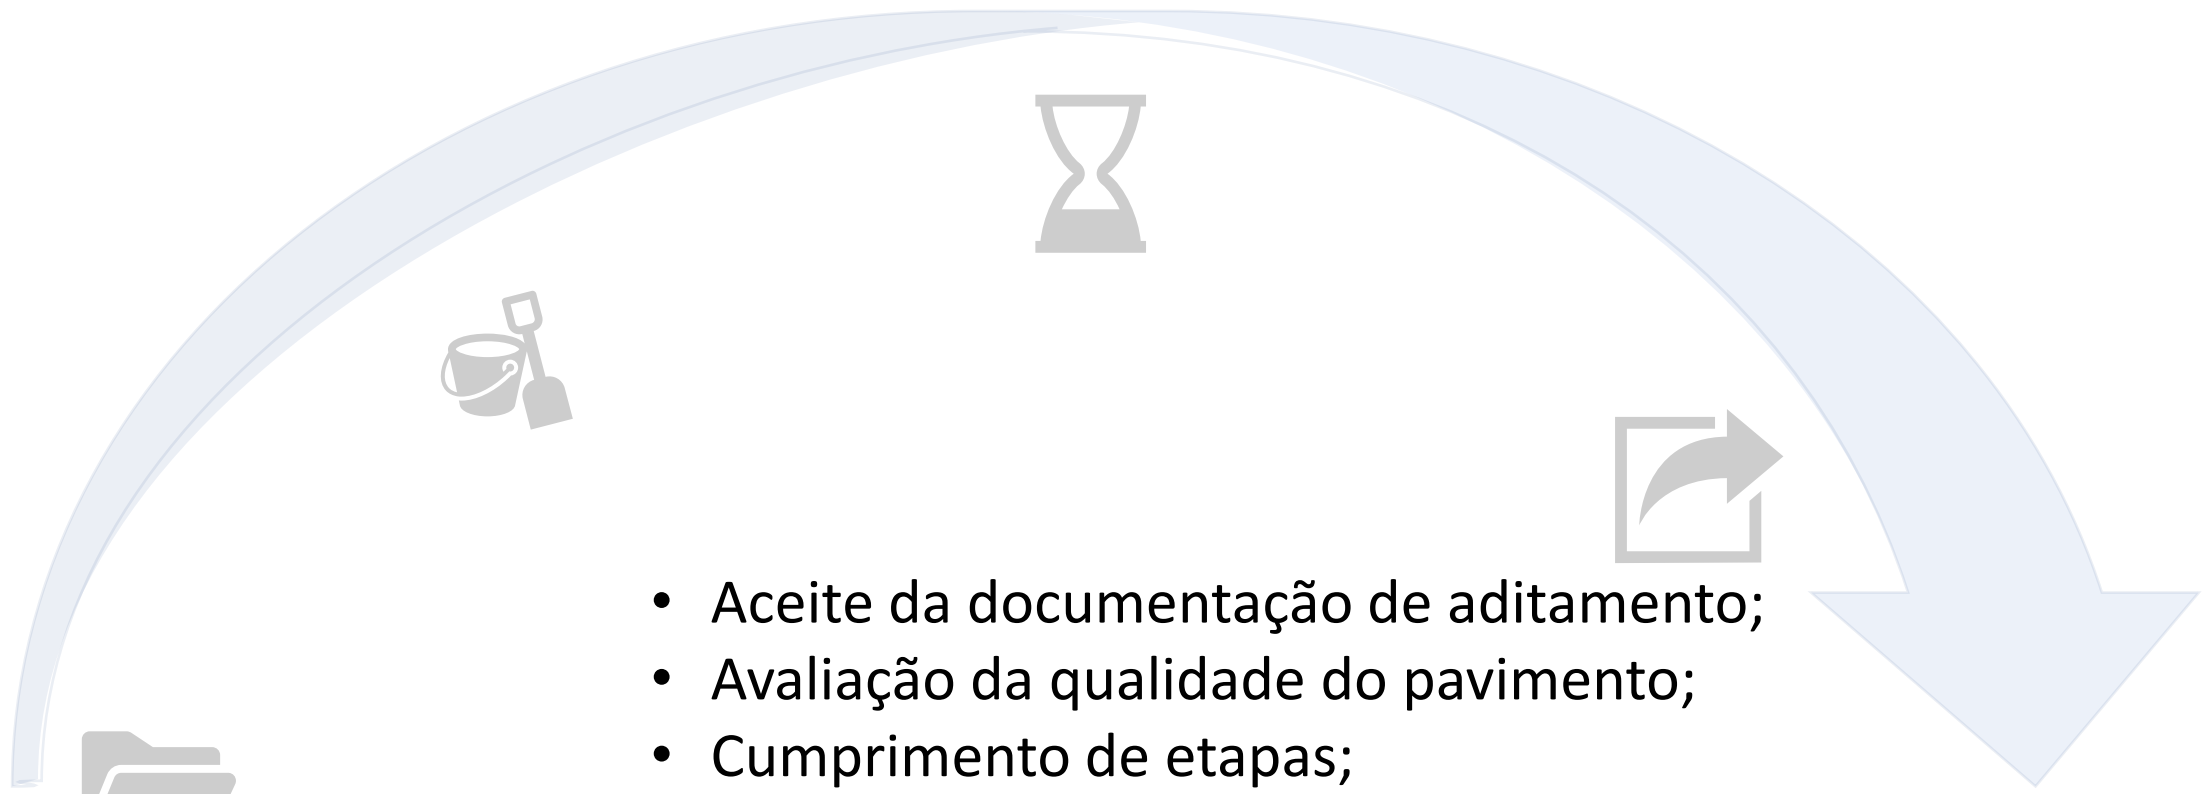 • Aceite da documentação de aditamento;
• Avaliação da qualidade do pavimento;
• Cumprimento de etapas;